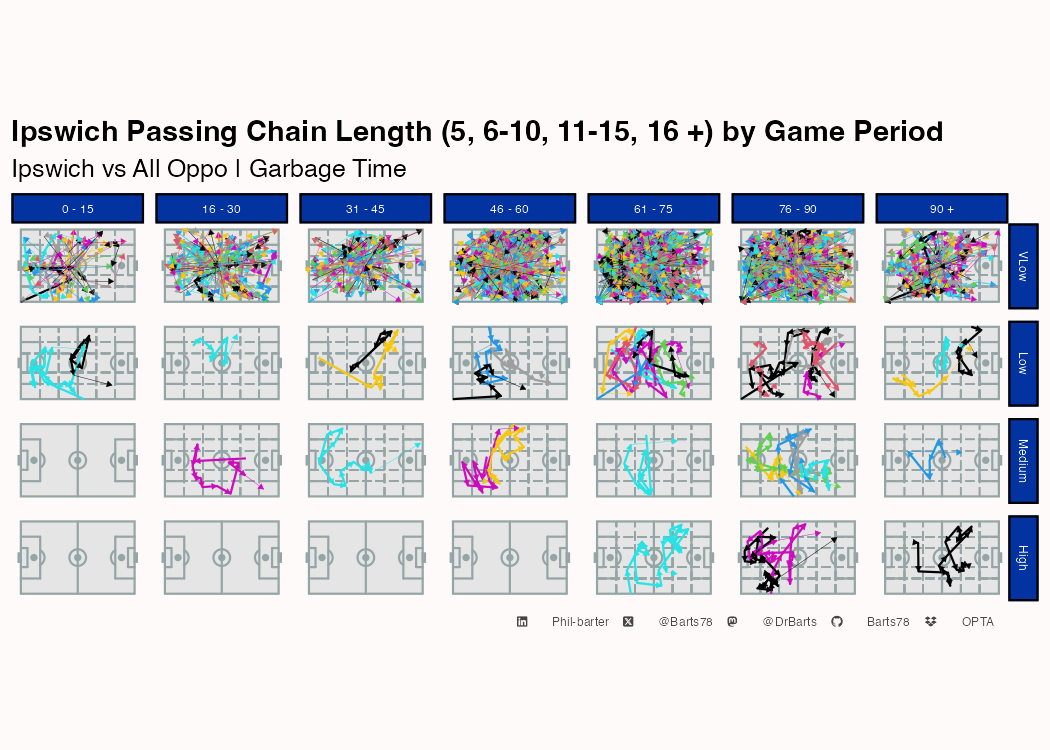 Ipswich Passing Chain Length (5, 6-10, 11-15, 16 +) by Game Period
Ipswich vs All Oppo | Garbage Time
0 - 15 16 - 30 31 - 45 46 - 60 61 - 75 76 - 90 90 +
VLow
Low
Medium
High
Phil-barter @Barts78 @DrBarts Barts78 OPTA